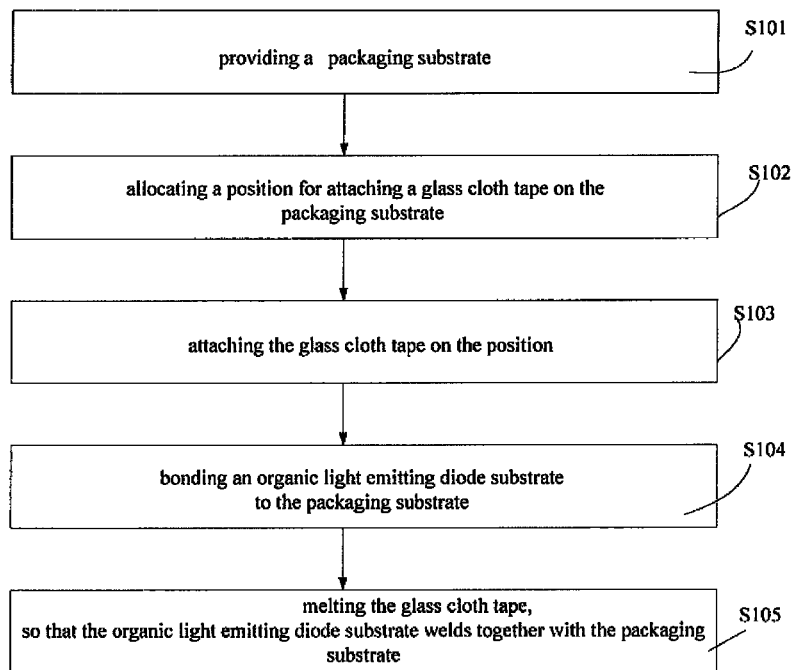 S101
providing a packaging substrate
S102
allocating a position for attaching a glass cloth tape on the
packaging substrate
S103
attaching the glass cloth tape on the position
S104
bonding an organic light emitting diode substrate
to the packaging substrate
S105
melting the glass cloth tape,
so that the organic light emitting diode substrate welds together with the packaging
substrate